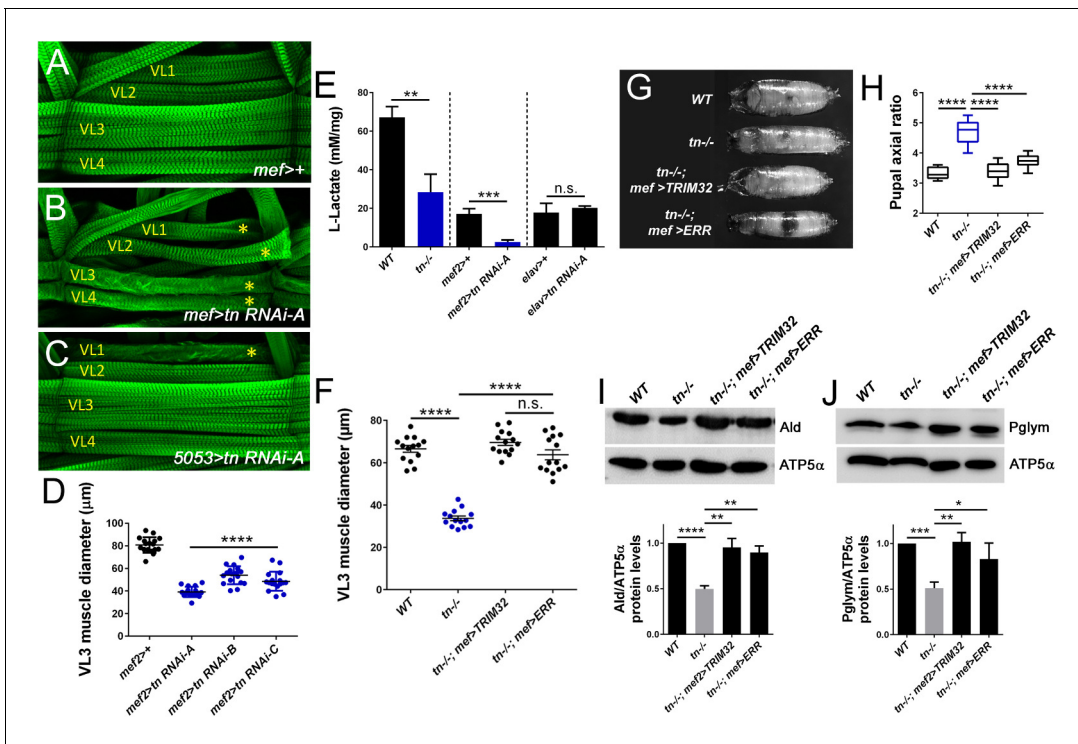 A
VL1
VL2
VL3
VL4
mef>+
B
VL1
VL2
VL3
VL4
*
*
*
*
mef>tn RNAi-A
C
VL1
VL2
VL3
VL4
*
5053>tn RNAi-A
D
VL3 muscle diameter (μm)
100
80
60
40
20
0
****
mef2>+
mef2>tn RNAi-A
mef2>tn RNAi-B
mef2>tn RNAi-C
E
L-Lactate (mM/mg)
80
60
40
20
0
**
***
n.s.
WT
tn-/-
mef2>+
mef2>tn RNAi-A
elav>+
elav>tn RNAi-A
F
VL3 muscle diameter (μm)
80
60
40
20
0
****
****
n.s.
WT
tn-/-
tn-/-; mef>TRIM32
tn-/-; mef>ERR
G
WT
tn-/-
tn-/-;
mef >TRIM32
tn-/-;
mef >ERR
H
Pupal axial ratio
6
5
4
3
2
****
**** ****
WT
tn-/-
tn-/-; mef>TRIM32
tn-/-; mef>ERR
I
WT
tn-/-
tn-/-; mef>TRIM32
tn-/-; mef>ERR
Ald
ATP5α
Ald/ATP5α
protein levels
1.0
0.5
0.0
**
**
****
WT
tn-/-
tn-/-; mef2>TRIM32
tn-/-; mef>ERR
J
WT
tn-/-
tn-/-; mef>TRIM32
tn-/-; mef>ERR
Pglym
ATP5α
Pglym/ATP5α
protein levels
1.0
0.5
0.0
*
**
***
WT
tn-/-
tn-/-; mef2>TRIM32
tn-/-; mef>ERR